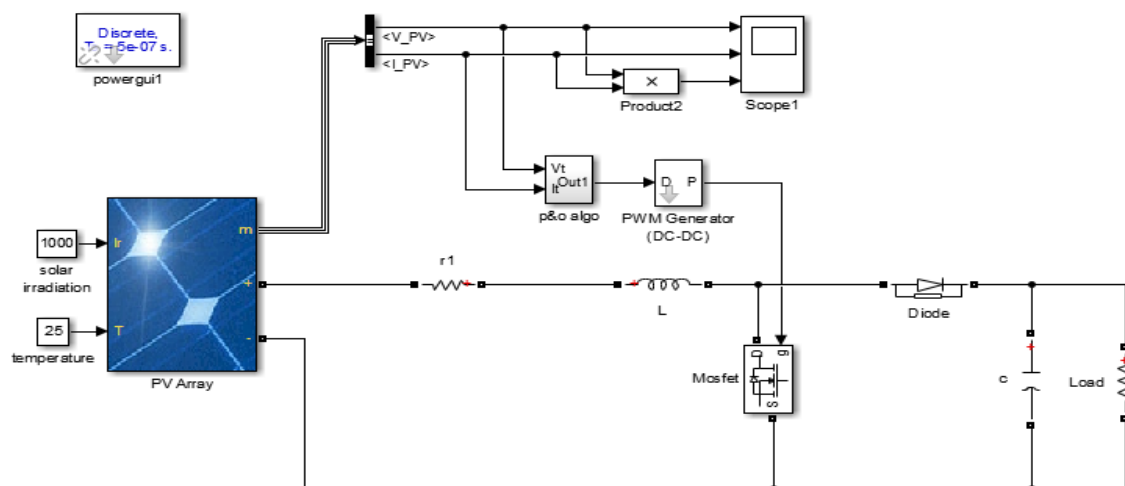 Discrete,
= 5e-07 s.
powergui1
<V_PV>
<I_PV>
×
Product2
Scope1
Vt
It
Out1
p&o algo
D
P
PWM Generator
(DC-DC)
1000
solar
irradiation
25
temperature
Ir
T
m
+
-
PV Array
r1
+
+
L
Diode
Mosfet
D
g
S
+
c
+
Load